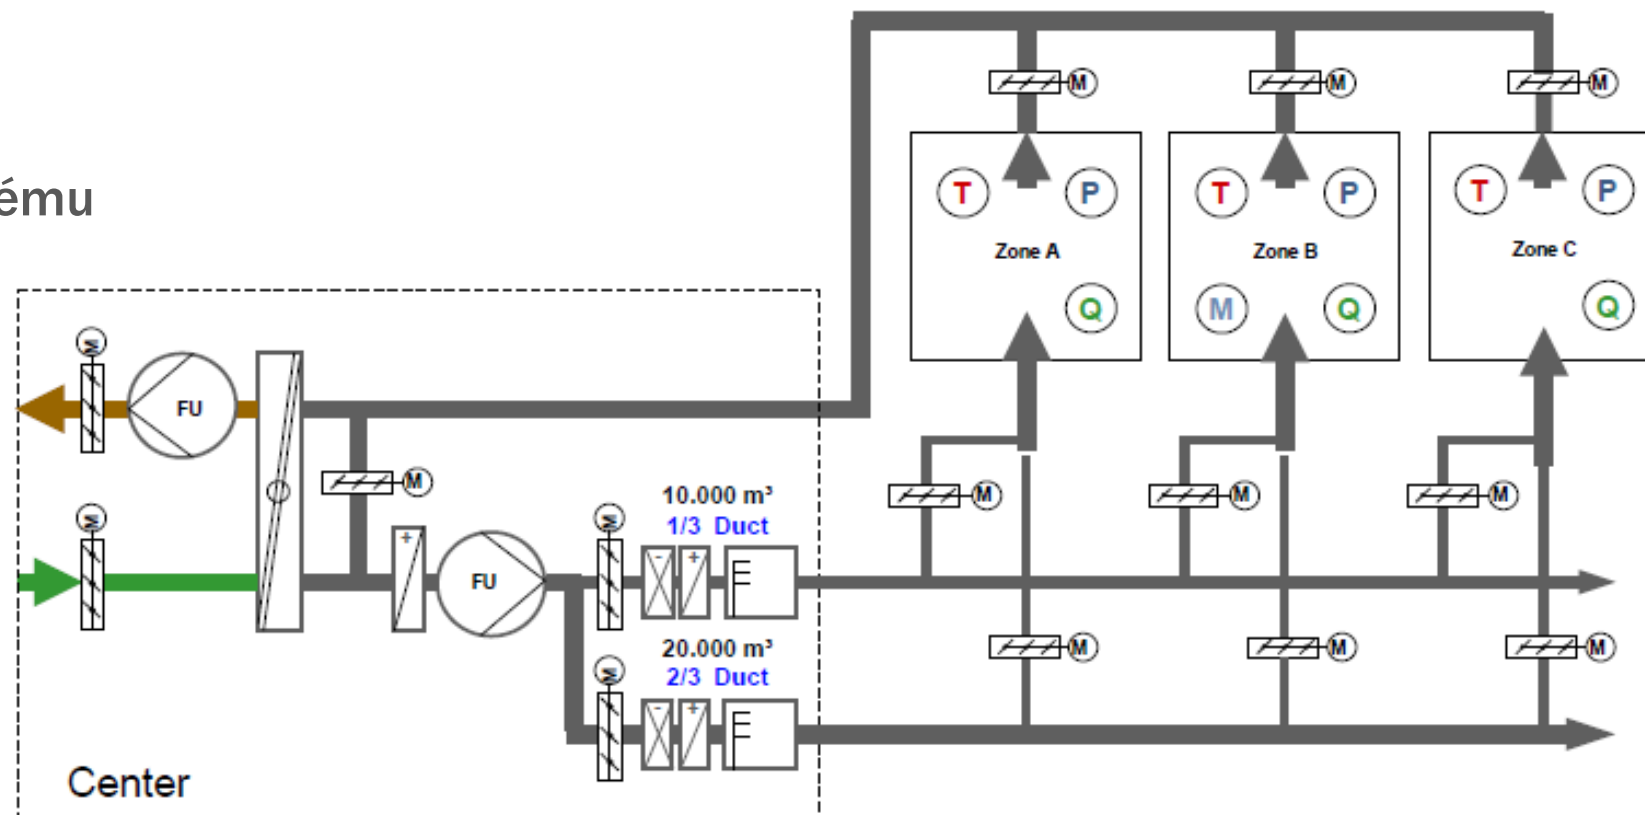 ému
M
M
M
T
P
T
P
T
P
Zone A
Zone B
Zone C
Q
M
Q
Q
M
FU
M
M
M
M
M
M
10.000 m³
1/3 Duct
+
FU
- +
M
M
M
M
20.000 m³
2/3 Duct
- +
Center